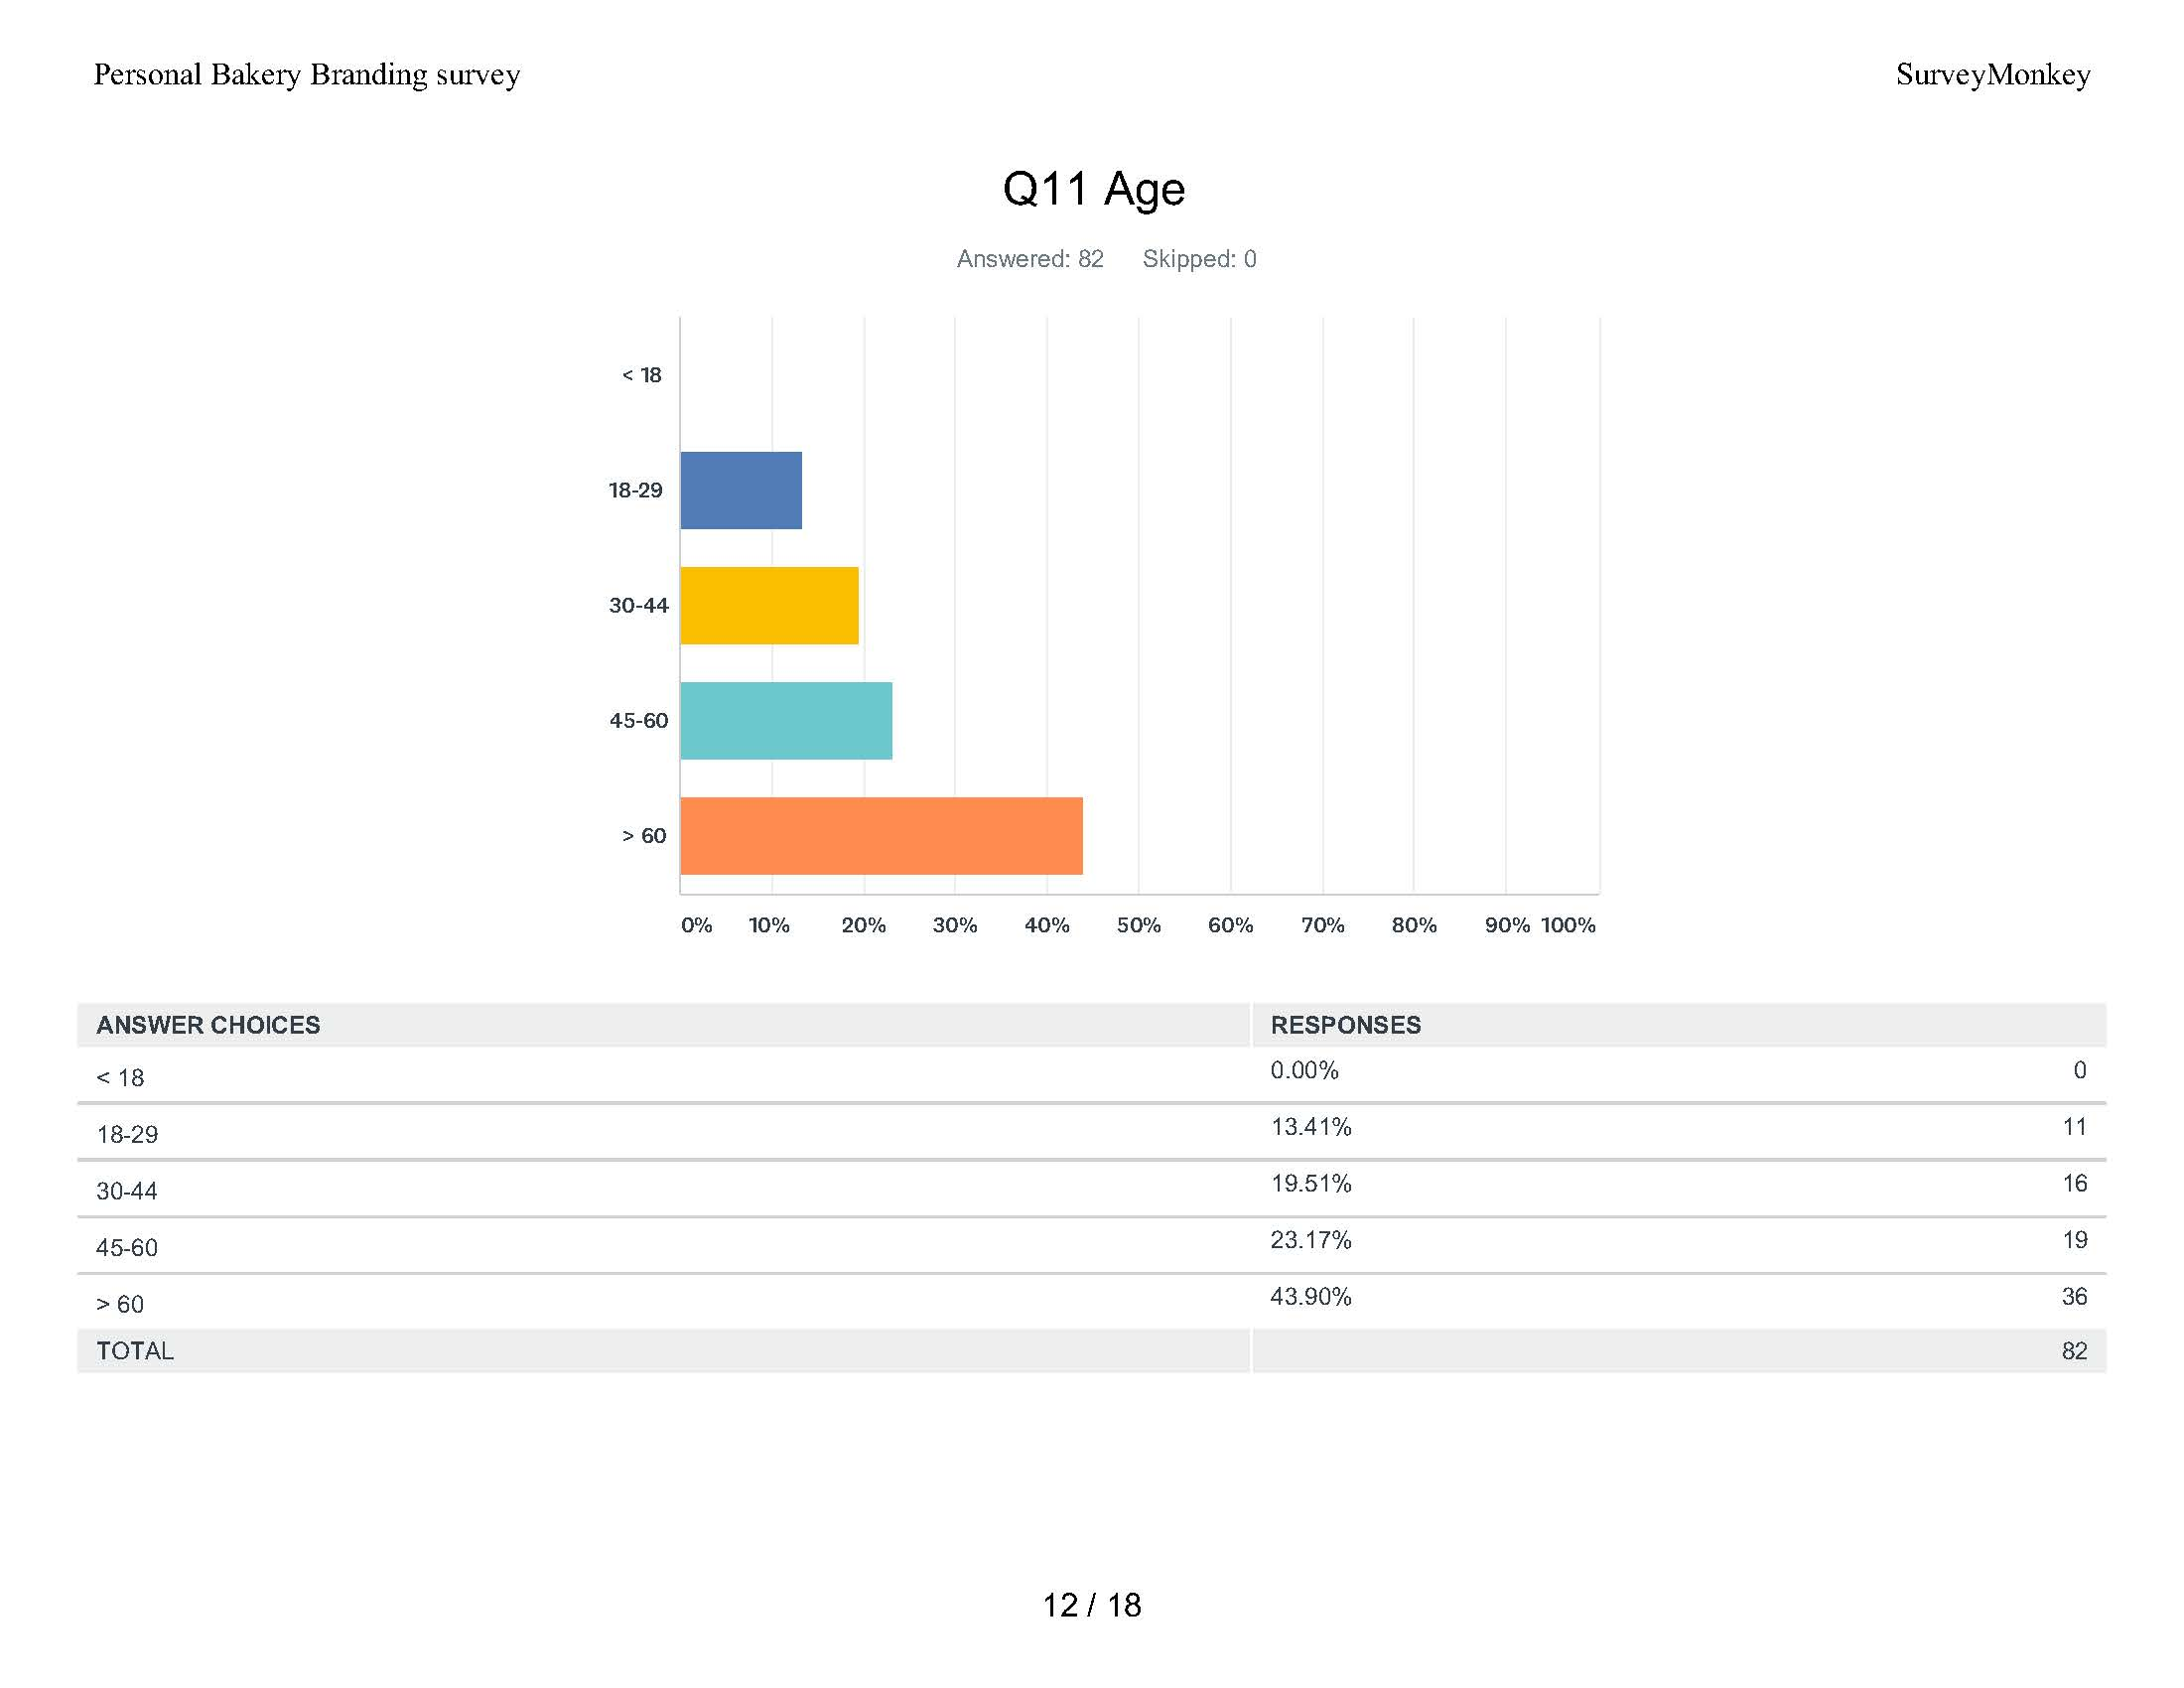 Personal Bakery Branding survey SurveyMonkey
Q11 Age
Answered: 82 Skipped: 0
< 18
18-29
30-44
45-60
> 60
0% 10% 20% 30% 40% 50% 60% 70% 80% 90% 100%
ANSWER CHOICES RESPONSES
< 18 0.00% 0
18-29 13.41% 11
30-44 19.51% 16
45-60 23.17% 19
> 60 43.90% 36
TOTAL 82
12 / 18